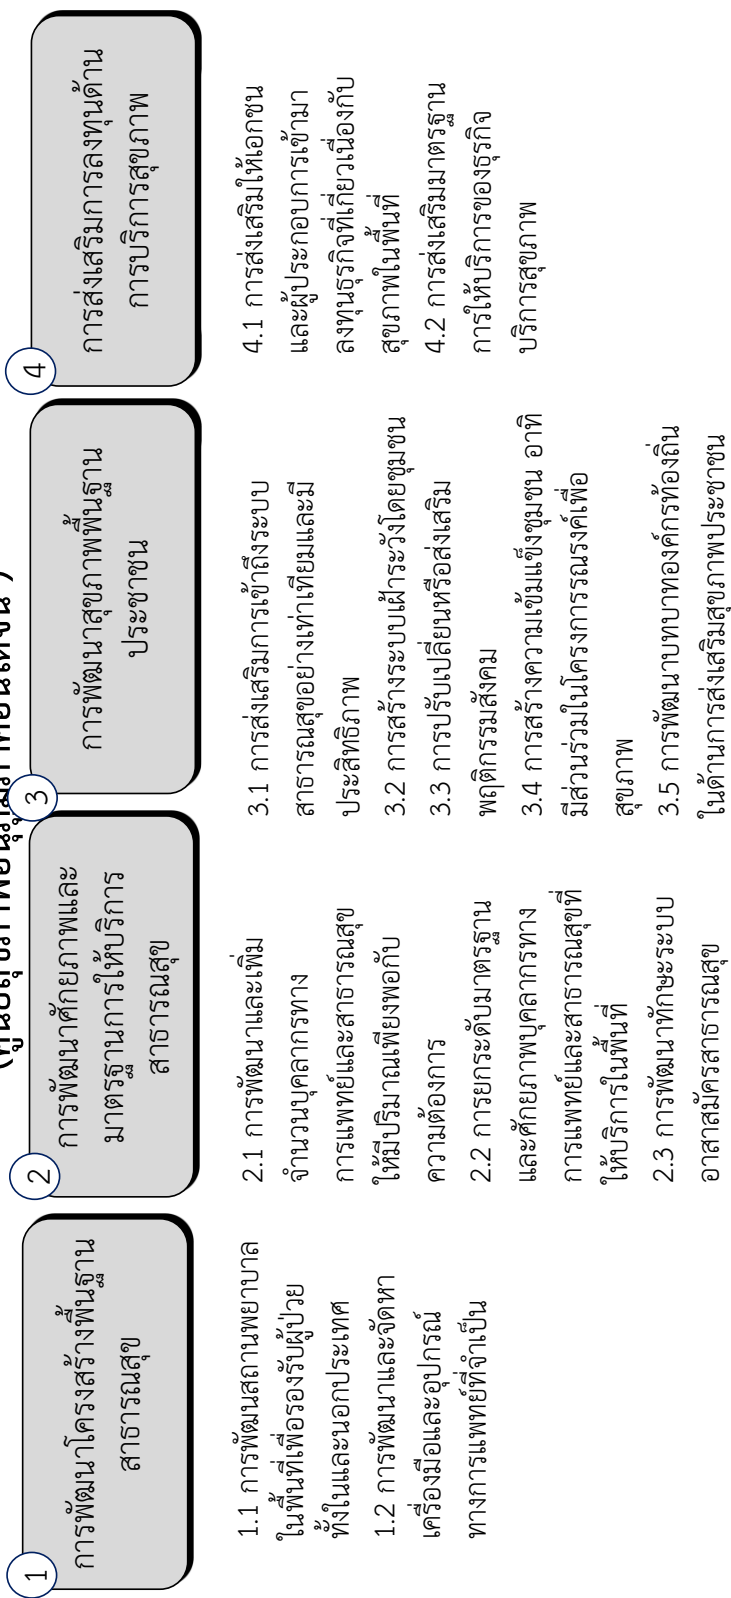 1
การพัฒนาโครงสร้างพื้นฐาน
สาธารณสุข
1.1 การพัฒนสถานพยาบาล
ในพื้นที่เพื่อรองรับผู้ป่วย
ทั้งในและนอกประเทศ
1.2 การพัฒนาและจัดหา
เครื่องมือและอุปกรณ์
ทางการแพทย์ที่จำเป็น
2
การพัฒนาศักยภาพและ
มาตรฐานการให้บริการ
สาธารณสุข
2.1 การพัฒนาและเพิ่ม
จำนวนบุคลากรทาง
การแพทย์และสาธารณสุข
ให้มีปริมาณเพียงพอกับ
ความต้องการ
2.2 การยกระดับมาตรฐาน
และศักยภาพบุคลากรทาง
การแพทย์และสาธารณสุขที่
ให้บริการในพื้นที่
2.3 การพัฒนาทักษะระบบ
อาสาสมัครสาธารณสุข
3
การพัฒนาสุขภาพพื้นฐาน
ประชาชน
3.1 การส่งเสริมการเข้าถึงระบบ
สาธารณสุขอย่างเท่าเทียมและมี
ประสิทธิภาพ
3.2 การสร้างระบบเฝ้าระวังโดยชุมชน
3.3 การปรับเปลี่ยนหรือส่งเสริม
พฤติกรรมสังคม
3.4 การสร้างความเข้มแข็งชุมชน อาทิ
มีส่วนร่วมในโครงการรณรงค์เพื่อ
สุขภาพ
3.5 การพัฒนาบทบาทองค์กรท้องถิ่น
ในด้านการส่งเสริมสุขภาพประชาชน
4
การส่งเสริมการลงทุนด้าน
การบริการสุขภาพ
4.1 การส่งเสริมให้เอกชน
และผู้ประกอบการเข้ามา
ลงทุนธุรกิจที่เกี่ยวเนื่องกับ
สุขภาพในพื้นที่
4.2 การส่งเสริมมาตรฐาน
การให้บริการของธุรกิจ
บริการสุขภาพ